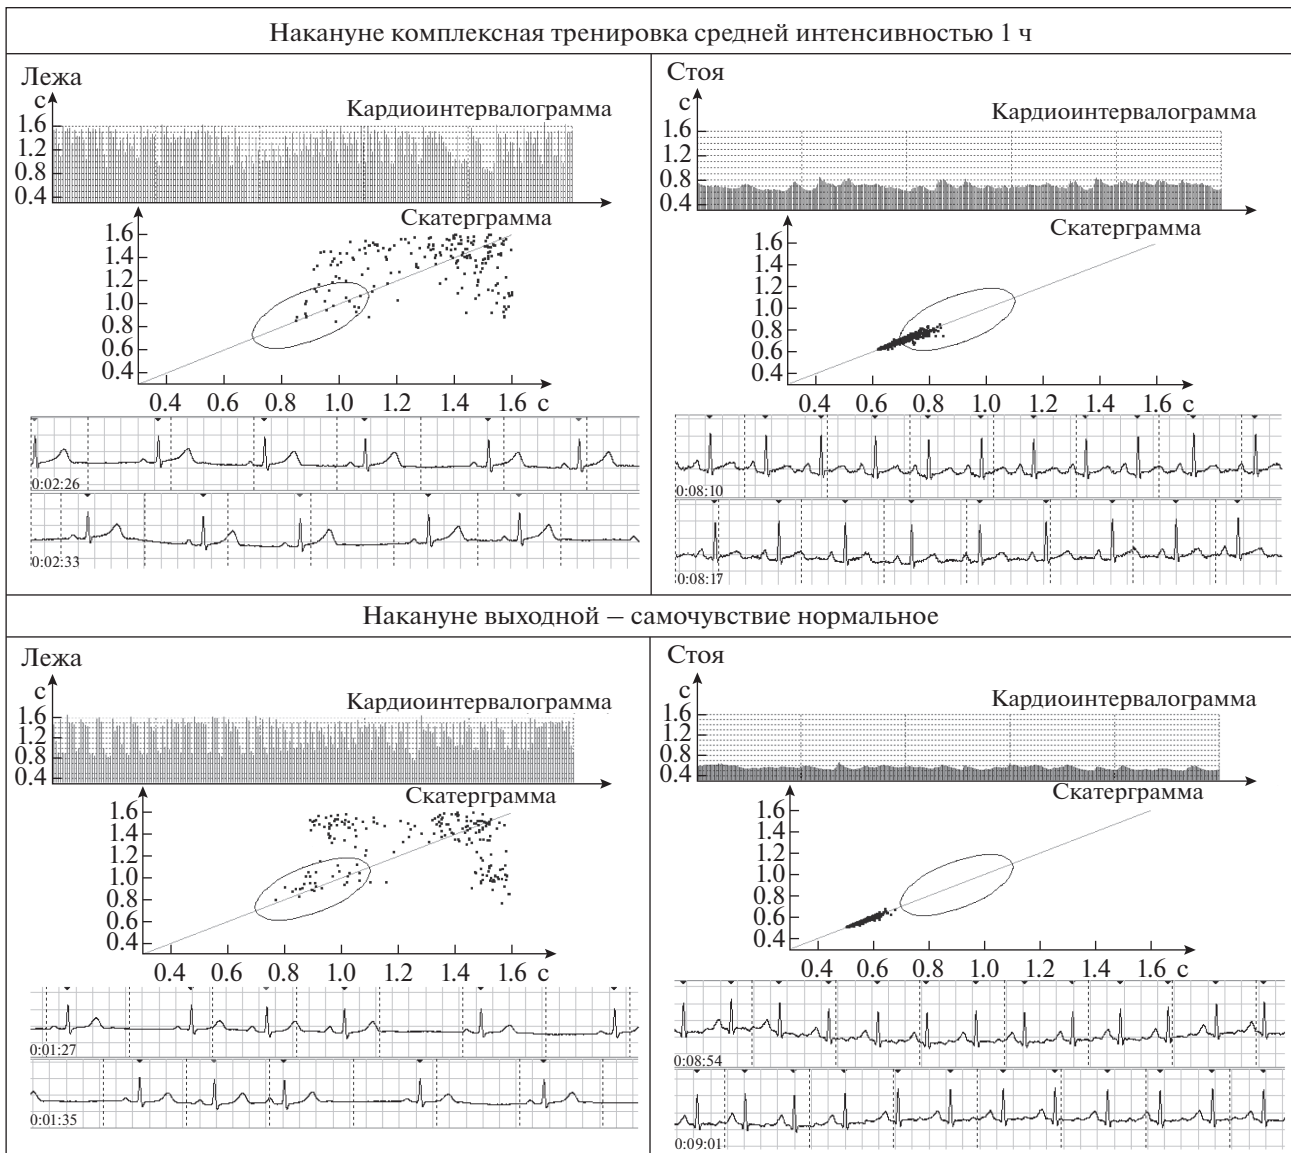 Накануне комплексная тренировка средней интенсивностью 1 ч
Лежа
с
Кардиоинтервалограмма
1.6
1.2
0.8
0.4
Скатерграмма
1.6
1.4
1.2
1.0
0.8
0.6
0.4
0.4 0.6 0.8 1.0 1.2 1.4 1.6 с
0:02:26
0:02:33
Стоя
с
Кардиоинтервалограмма
1.6
1.2
0.8
0.4
Скатерграмма
1.6
1.4
1.2
1.0
0.8
0.6
0.4
0.4 0.6 0.8 1.0 1.2 1.4 1.6 с
0:08:10
0:08:17
Накануне выходной – самочувствие нормальное
Лежа
с
Кардиоинтервалограмма
1.6
1.2
0.8
0.4
Скатерграмма
1.6
1.4
1.2
1.0
0.8
0.6
0.4
0.4 0.6 0.8 1.0 1.2 1.4 1.6 с
0:01:27
0:01:35
Стоя
с
Кардиоинтервалограмма
1.6
1.2
0.8
0.4
Скатерграмма
1.6
1.4
1.2
1.0
0.8
0.6
0.4
0.4 0.6 0.8 1.0 1.2 1.4 1.6 с
0:08:54
0:09:01